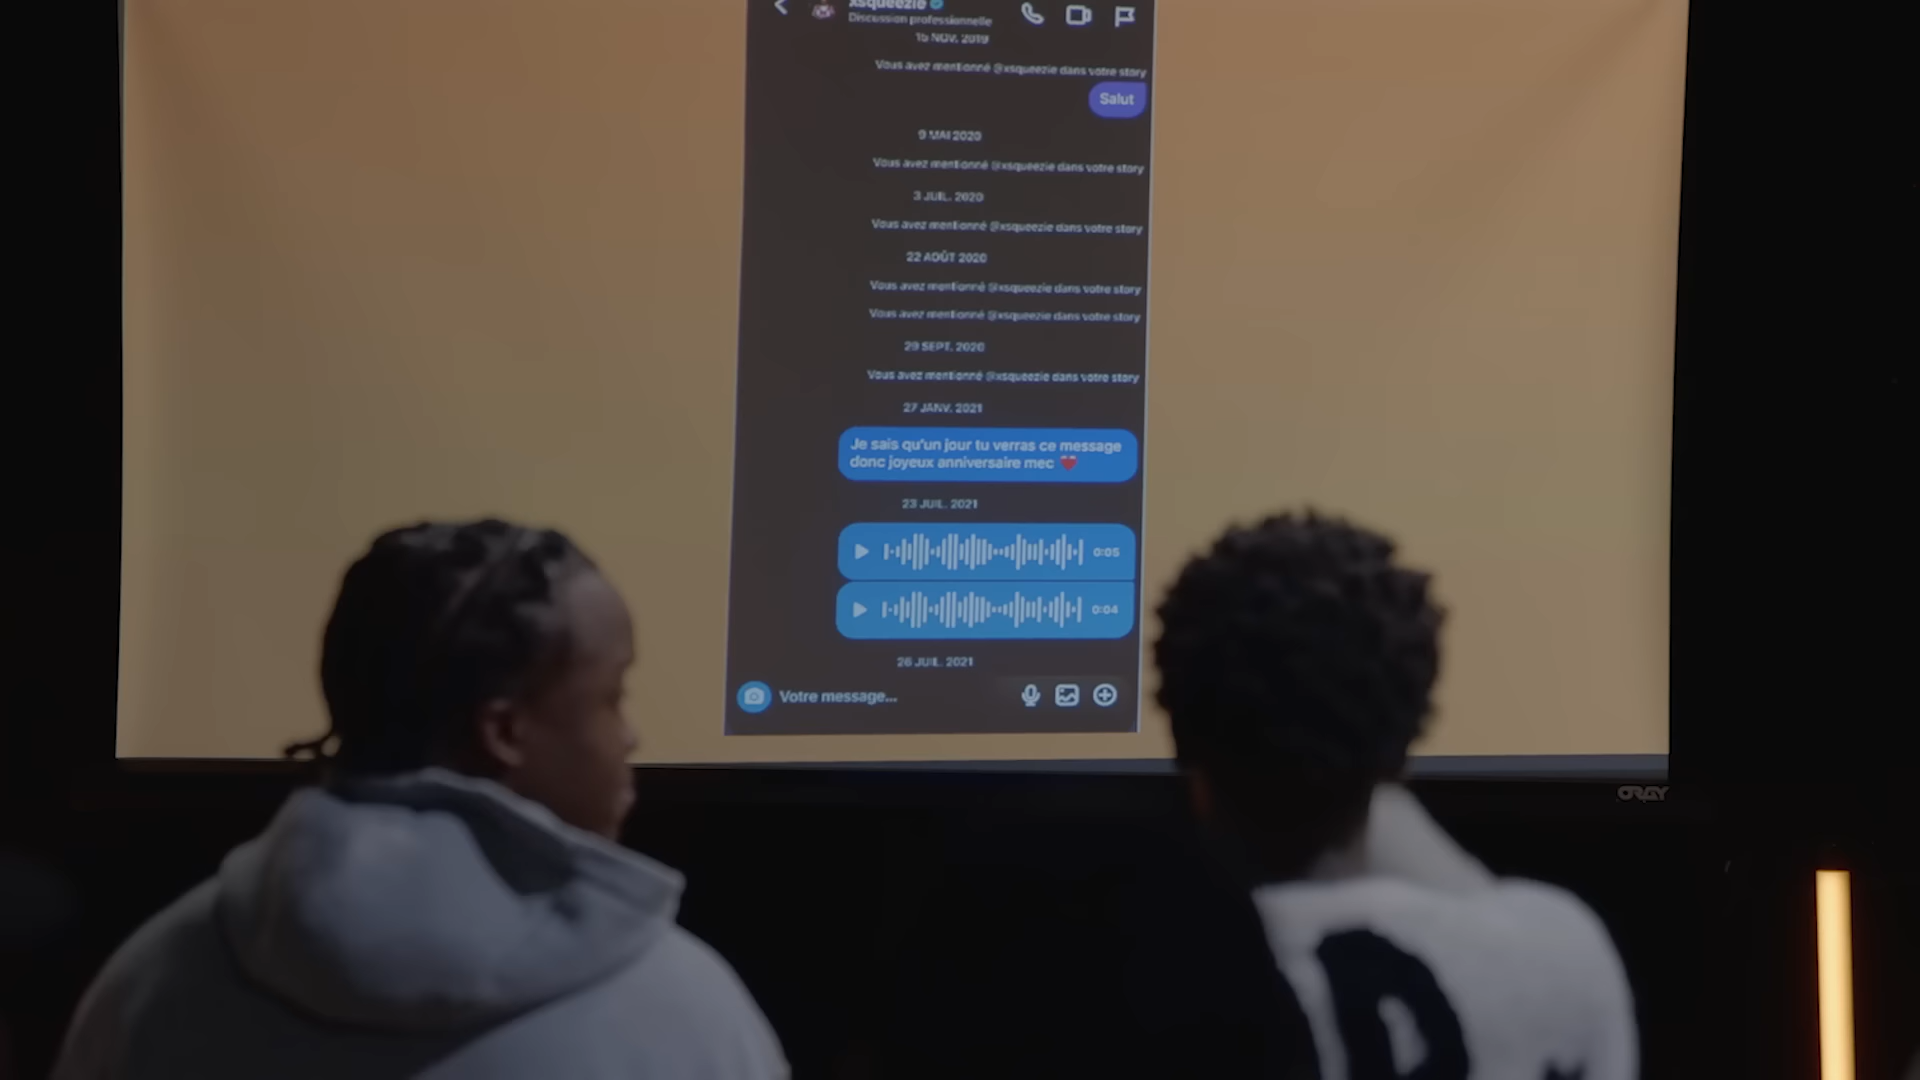 xsqueezie
Discussion professionnelle
15 NOV. 2019
Vous avez mentionné @xsqueezie dans votre story
Salut
9 MAI 2020
Vous avez mentionné @xsqueezie dans votre story
3 JUIL. 2020
Vous avez mentionné @xsqueezie dans votre story
22 AOÛT 2020
Vous avez mentionné @xsqueezie dans votre story
Vous avez mentionné @xsqueezie dans votre story
29 SEPT. 2020
Vous avez mentionné @xsqueezie dans votre story
27 JANV. 2021
Je sais qu'un jour tu verras ce message
donc joyeux anniversaire mec ❤️
23 JUIL. 2021
0:05
0:04
26 JUIL. 2021
Votre message...
ORAY